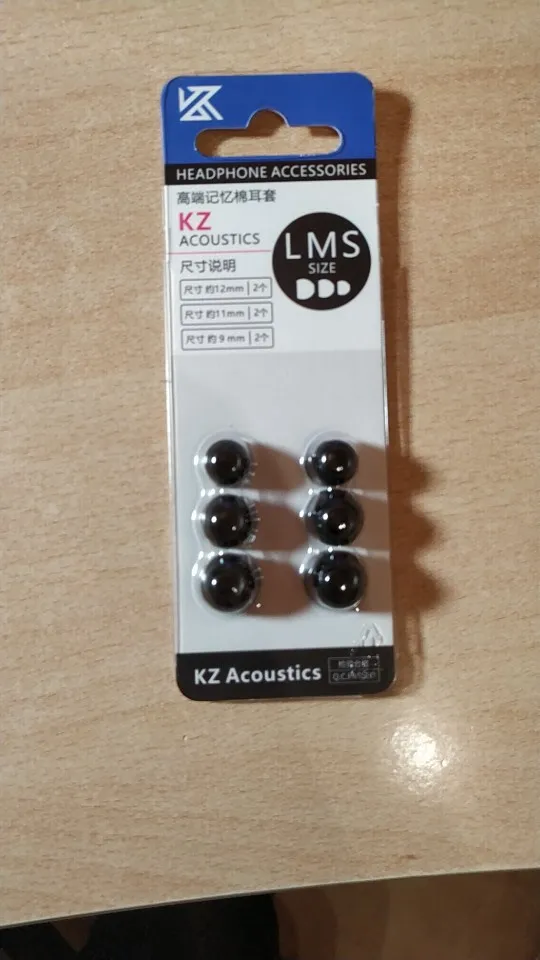 HEADPHONE ACCESSORIES
高端记忆棉耳套
KZ
ACOUSTICS
LMS
SIZE
尺寸说明
尺寸 约12mm | 2个
尺寸 约11mm | 2个
尺寸 约 9 mm | 2个
KZ Acoustics